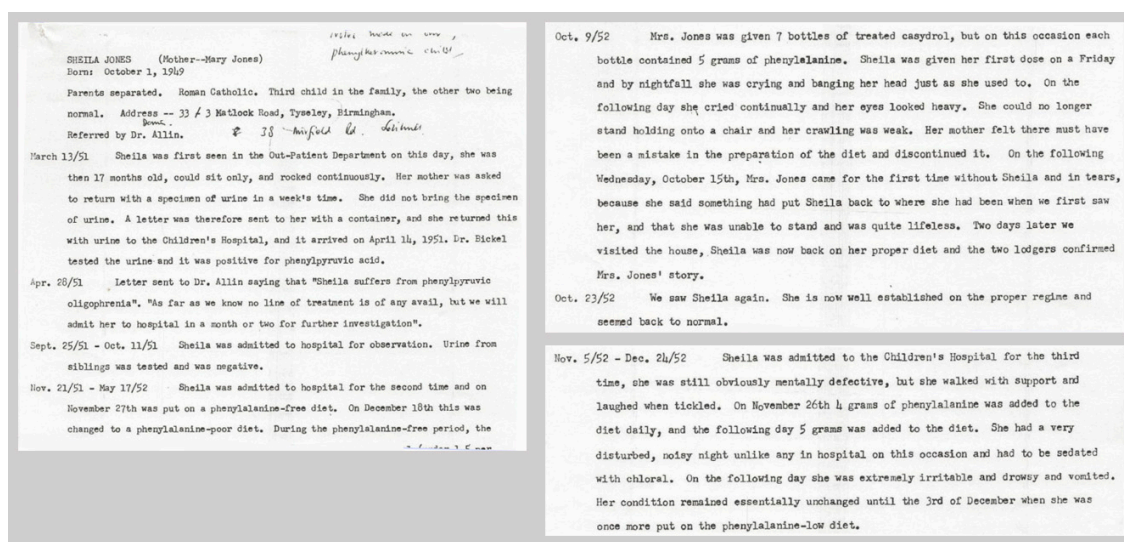 notes made on one,
phenylketonuric child,
SHEILA JONES (Mother--Mary Jones)
Born: October 1, 1949
Parents separated. Roman Catholic. Third child in the family, the other two being
normal. Address -- 33 / 3 Matlock Road, Tyseley, Birmingham.
Referred by Dr. Allin. 38 Fairfield Rd.
March 13/51 Sheila was first seen in the Out-Patient Department on this day, she was
then 17 months old, could sit only, and rocked continuously. Her mother was asked
to return with a specimen of urine in a week's time. She did not bring the specimen
of urine. A letter was therefore sent to her with a container, and she returned this
with urine to the Children's Hospital, and it arrived on April 14, 1951. Dr. Bickel
tested the urine and it was positive for phenylpyruvic acid.
Apr. 28/51 Letter sent to Dr. Allin saying that "Sheila suffers from phenylpyruvic
oligophrenia". "As far as we know no line of treatment is of any avail, but we will
admit her to hospital in a month or two for further investigation".
Sept. 25/51 - Oct. 11/51 Sheila was admitted to hospital for observation. Urine from
siblings was tested and was negative.
Nov. 21/51 - May 17/52 Sheila was admitted to hospital for the second time and on
November 27th was put on a phenylalanine-free diet. On December 18th this was
changed to a phenylalanine-poor diet. During the phenylalanine-free period, the
Oct. 9/52 Mrs. Jones was given 7 bottles of treated casydrol, but on this occasion each
bottle contained 5 grams of phenylelanine. Sheila was given her first dose on a Friday
and by nightfall she was crying and banging her head just as she used to. On the
following day she cried continually and her eyes looked heavy. She could no longer
stand holding onto a chair and her crawling was weak. Her mother felt there must have
been a mistake in the preparation of the diet and discontinued it. On the following
Wednesday, October 15th, Mrs. Jones came for the first time without Sheila and in tears,
because she said something had put Sheila back to where she had been when we first saw
her, and that she was unable to stand and was quite lifeless. Two days later we
visited the house, Sheila was now back on her proper diet and the two lodgers confirmed
Mrs. Jones' story.
Oct. 23/52 We saw Sheila again. She is now well established on the proper regime and
seemed back to normal.
Nov. 5/52 - Dec. 24/52 Sheila was admitted to the Children's Hospital for the third
time, she was still obviously mentally defective, but she walked with support and
laughed when tickled. On November 26th 4 grams of phenylalanine was added to the
diet daily, and the following day 5 grams was added to the diet. She had a very
disturbed, noisy night unlike any in hospital on this occasion and had to be sedated
with chloral. On the following day she was extremely irritable and drowsy and vomited.
Her condition remained essentially unchanged until the 3rd of December when she was
once more put on the phenylalanine-low diet.